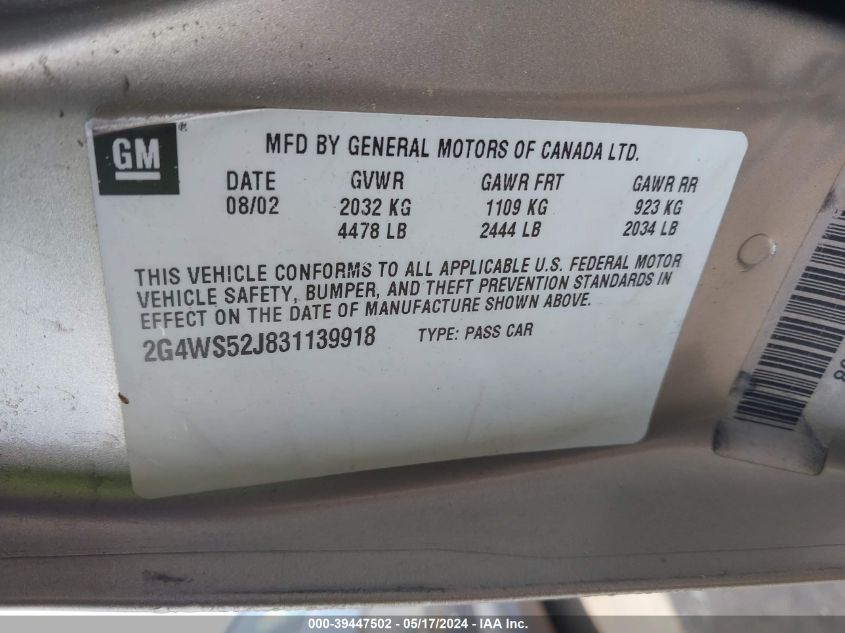 GM
MFD BY GENERAL MOTORS OF CANADA LTD.
DATE GVWR GAWR FRT GAWR RR
08/02 2032 KG 1109 KG 923 KG
4478 LB 2444 LB 2034 LB
THIS VEHICLE CONFORMS TO ALL APPLICABLE U.S. FEDERAL MOTOR
VEHICLE SAFETY, BUMPER, AND THEFT PREVENTION STANDARDS IN
EFFECT ON THE DATE OF MANUFACTURE SHOWN ABOVE.
2G4WS52J831139918 TYPE: PASS CAR
000-39447502 — 05/17/2024 — IAA Inc.